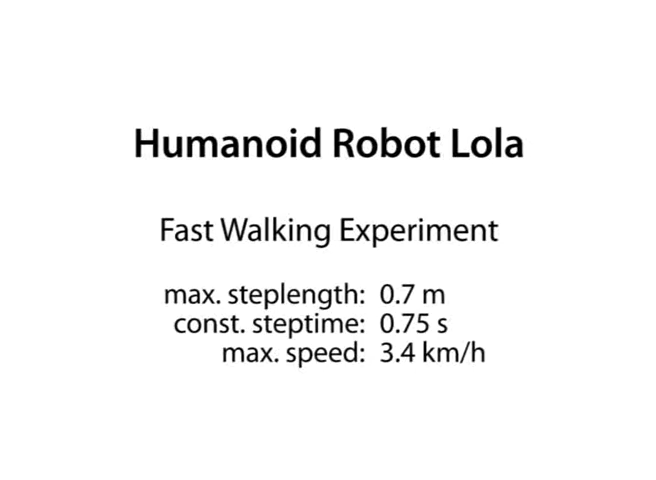 Humanoid Robot Lola
Fast Walking Experiment
max. steplength: 0.7 m
const. steptime: 0.75 s
max. speed: 3.4 km/h